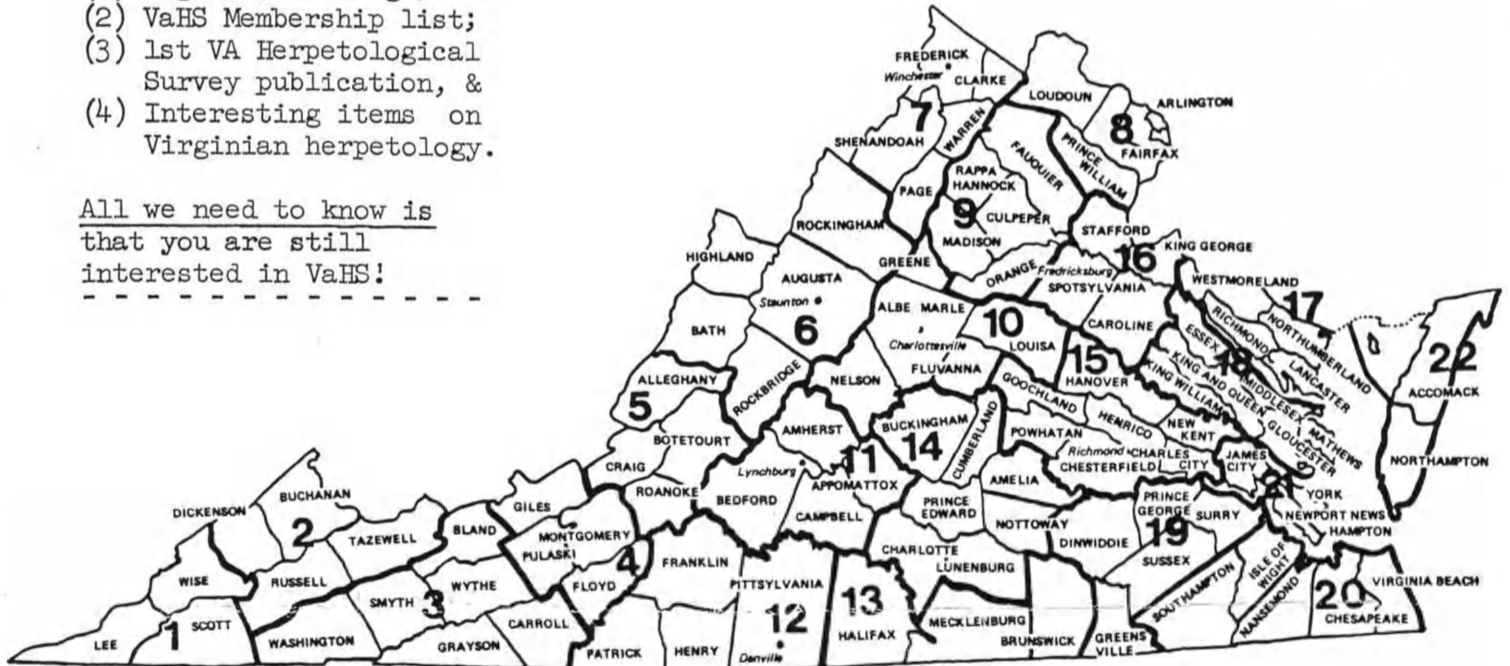 (2) VaHS Membership list;
(3) 1st VA Herpetological
Survey publication, &
(4) Interesting items on
Virginian herpetology.
All we need to know is
that you are still
interested in VaHS!
FREDERICK
Winchester
CLARKE
LOUDOUN
ARLINGTON
7
8
SHENANDOAH
WARREN
FAUQUIER
PRINCE
WILLIAM
FAIRFAX
PAGE
RAPPA
HANNOCK
9
CULPEPER
MADISON
ROCKINGHAM
STAFFORD
KING GEORGE
HIGHLAND
GREENE
ORANGE
Fredricksburg
16
AUGUSTA
SPOTSYLVANIA
WESTMORELAND
17
Staunton
6
ALBE MARLE
10
CAROLINE
RICHMOND
NORTHUMBERLAND
BATH
Charlottesville
LOUISA
ESSEX
18
22
15
KING AND QUEEN
LANCASTER
ACCOMACK
ALLEGHANY
ROCKBRIDGE
NELSON
FLUVANNA
HANOVER
KING WILLIAM
MIDDLESEX
5
GOOCHLAND
MATHEWS
BOTETOURT
AMHERST
BUCKINGHAM
CUMBERLAND
HENRICO
NEW
KENT
GLOUCESTER
14
POWHATAN
NORTHAMPTON
CRAIG
Lynchburg
11
Richmond
CHARLES
CITY
JAMES
CITY
APPOMATTOX
CHESTERFIELD
BUCHANAN
GILES
ROANOKE
BEDFORD
AMELIA
YORK
DICKENSON
PRINCE
EDWARD
PRINCE
GEORGE
SURRY
NEWPORT NEWS
2
BLAND
CAMPBELL
NOTTOWAY
19
HAMPTON
TAZEWELL
MONTGOMERY
DINWIDDIE
PULASKI
4
FRANKLIN
CHARLOTTE
SUSSEX
ISLE OF
WIGHT
WISE
RUSSELL
WYTHE
FLOYD
PITTSYLVANIA
LUNENBURG
SOUTHAMPTON
VIRGINIA BEACH
SMYTH
3
NANSEMOND
20
LEE
1
SCOTT
CARROLL
12
13
MECKLENBURG
CHESAPEAKE
WASHINGTON
GRAYSON
PATRICK
HENRY
Danville
HALIFAX
BRUNSWICK
GREENS
VILLE